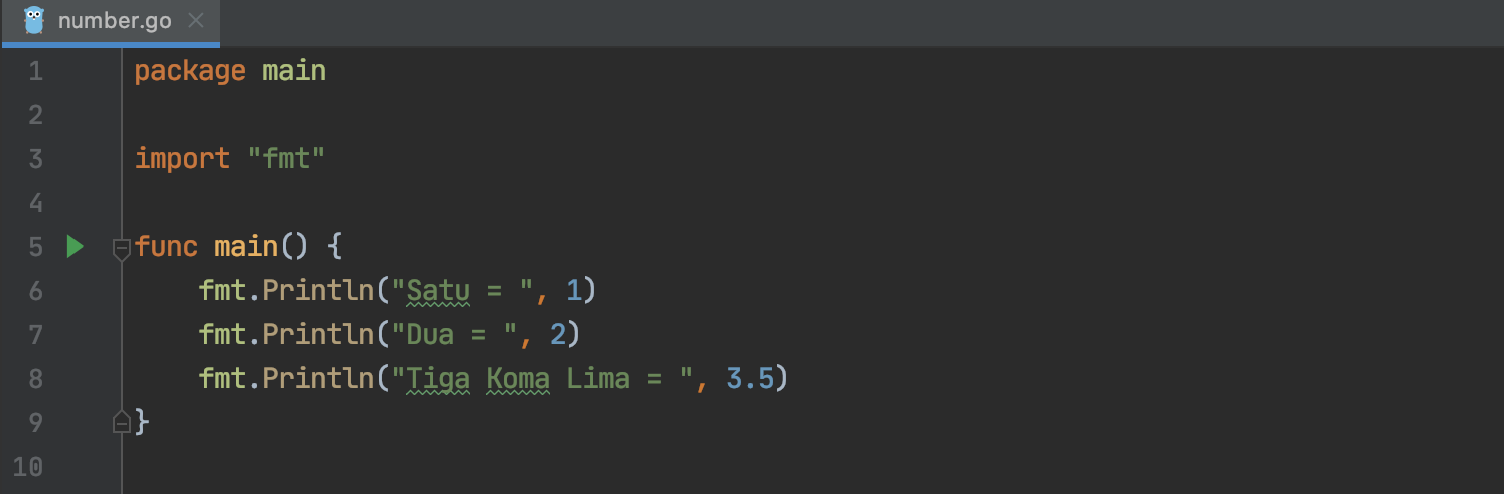 number.go
1 package main
2
3 import "fmt"
4
5 func main() {
6     fmt.Println("Satu = ", 1)
7     fmt.Println("Dua = ", 2)
8     fmt.Println("Tiga Koma Lima = ", 3.5)
9 }
10